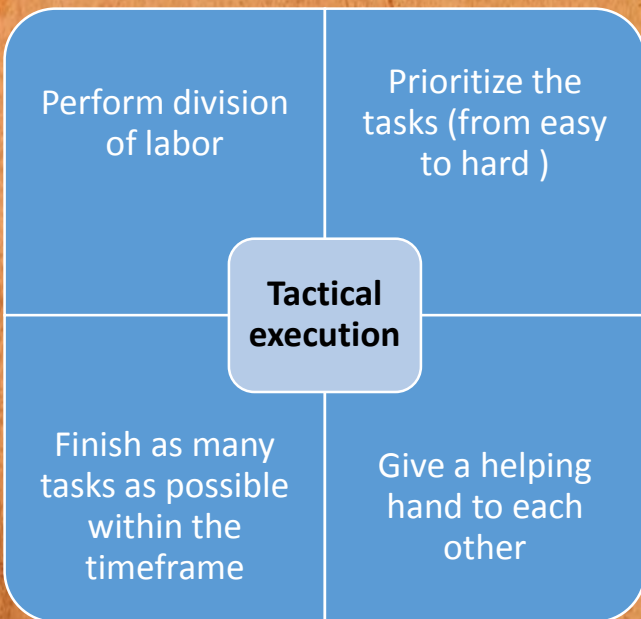 Perform division
of labor
Prioritize the
tasks (from easy
to hard )
Tactical
execution
Finish as many
tasks as possible
within the
timeframe
Give a helping
hand to each
other